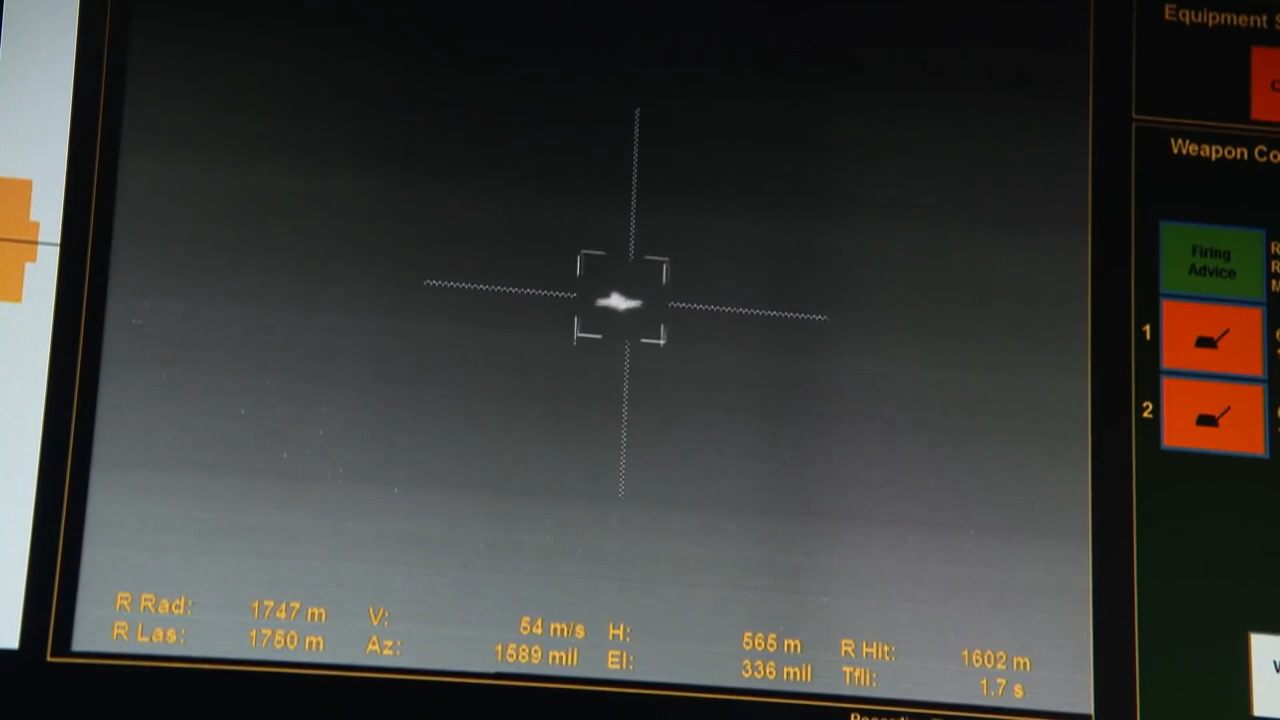 Equipment
Weapon Co
Firing
Advice
1
2
R Rad: 1747 m V: 54 m/s H: 565 m R Hit: 1602 m
R Las: 1750 m Az: 1589 mil El: 336 mil Tfli: 1.7 s